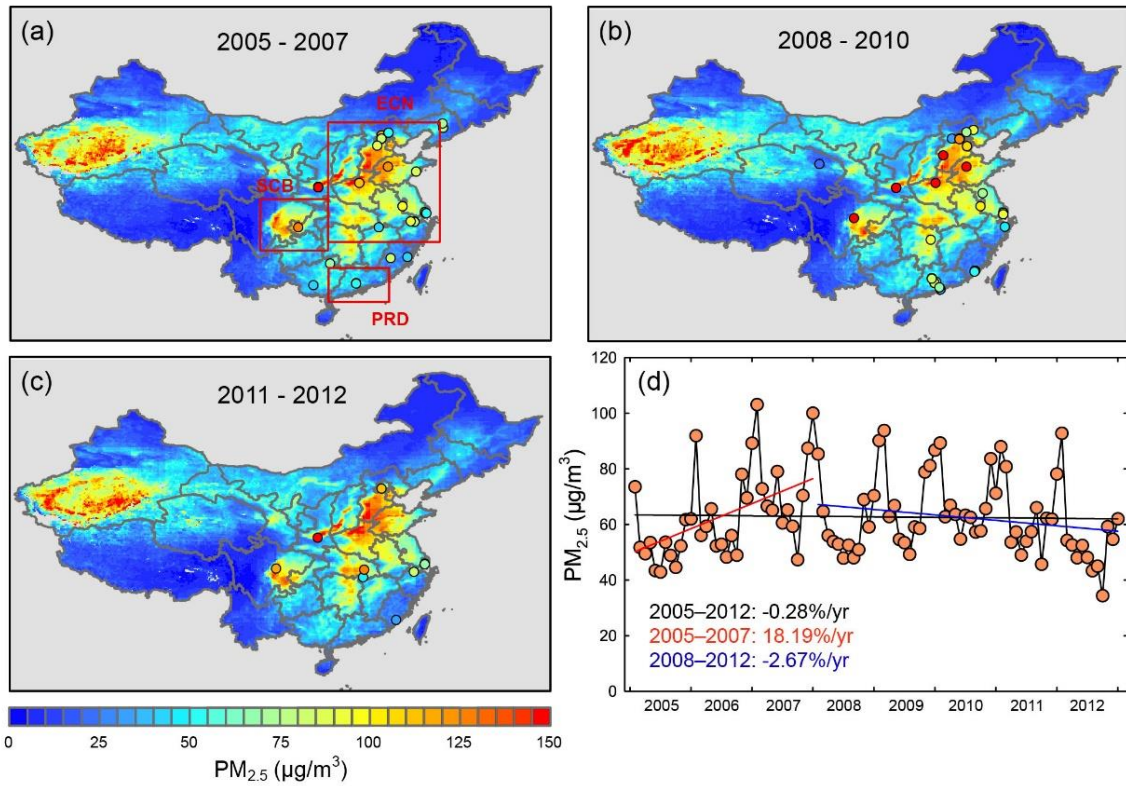 (a)
2005 - 2007
ECN
SCB
PRD
(b)
2008 - 2010
(c)
2011 - 2012
0 25 50 75 100 125 150
PM2.5 (µg/m³)
(d)
120
100
80
60
40
20
0
PM2.5 (µg/m³)
2005–2012: -0.28%/yr
2005–2007: 18.19%/yr
2008–2012: -2.67%/yr
2005 2006 2007 2008 2009 2010 2011 2012